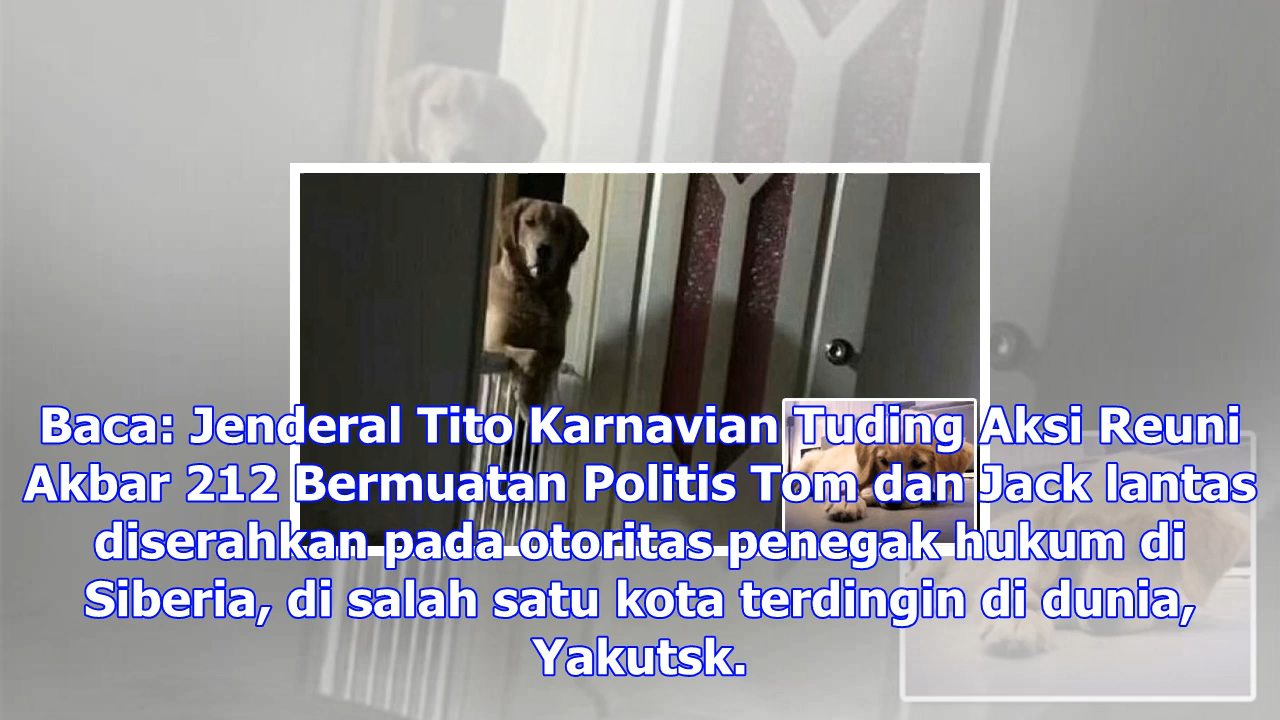 Baca: Jenderal Tito Karnavian Tuding Aksi Reuni
Akbar 212 Bermuatan Politis Tom dan Jack lantas
diserahkan pada otoritas penegak hukum di
Siberia, di salah satu kota terdingin di dunia,
Yakutsk.